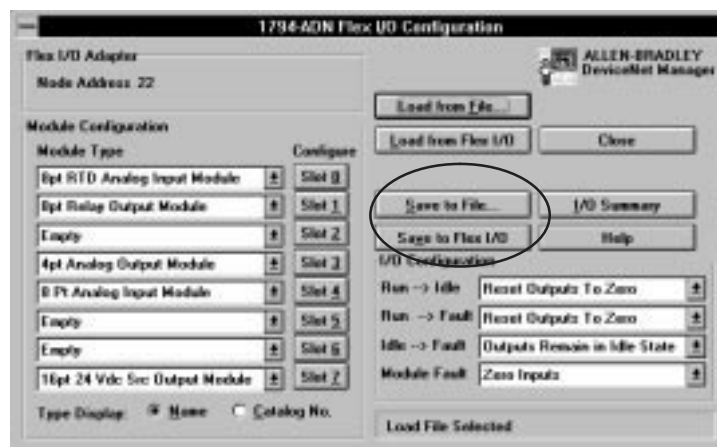 1794-ADN Flex I/O Configuration
Flex I/O Adapter
Node Address 22
ALLEN-BRADLEY
DeviceNet Manager
Load from File...
Load from Flex I/O
Close
Module Configuration
Module Type
Configure
8pt RTD Analog Input Module
Slot 0
8pt Relay Output Module
Slot 1
Empty
Slot 2
4pt Analog Output Module
Slot 3
8 Pt Analog Input Module
Slot 4
Empty
Slot 5
Empty
Slot 6
16pt 24 Vdc Src Output Module
Slot 7
Type Display:
Name
Catalog No.
Save to File...
I/O Summary
Save to Flex I/O
Help
I/O Configuration
Run --> Idle
Reset Outputs To Zero
Run --> Fault
Reset Outputs To Zero
Idle --> Fault
Outputs Remain in Idle State
Module Fault
Zero Inputs
Load File Selected